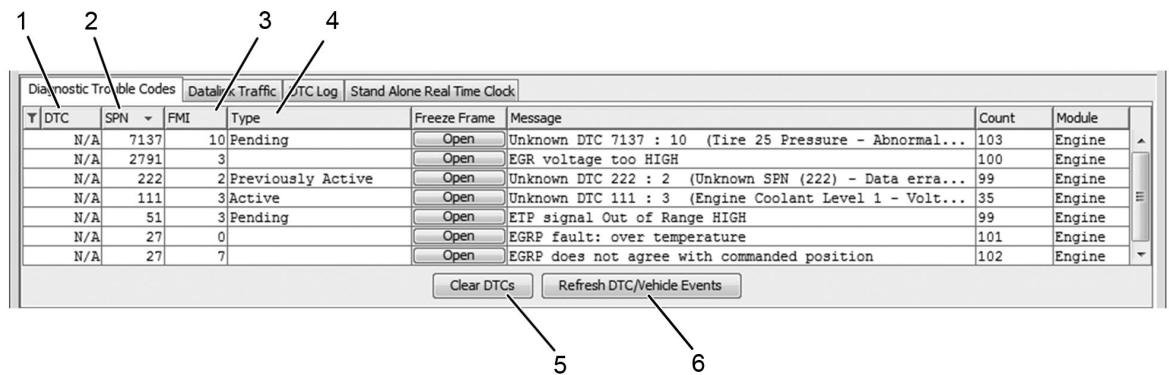 1 2 3 4
Diagnostic Trouble Codes Datalink Traffic DTC Log Stand Alone Real Time Clock
DTC SPN FMI Type Freeze Frame Message Count Module
N/A 7137 10 Pending Open Unknown DTC 7137 : 10 (Tire 25 Pressure - Abnormal... 103 Engine
N/A 2791 3 Open EGR voltage too HIGH 100 Engine
N/A 222 2 Previously Active Open Unknown DTC 222 : 2 (Unknown SPN (222) - Data erra... 99 Engine
N/A 111 3 Active Open Unknown DTC 111 : 3 (Engine Coolant Level 1 - Volt... 35 Engine
N/A 51 3 Pending Open ETP signal Out of Range HIGH 99 Engine
N/A 27 0 Open EGRP fault: over temperature 101 Engine
N/A 27 7 Open EGRP does not agree with commanded position 102 Engine
Clear DTCs Refresh DTC/Vehicle Events
5 6